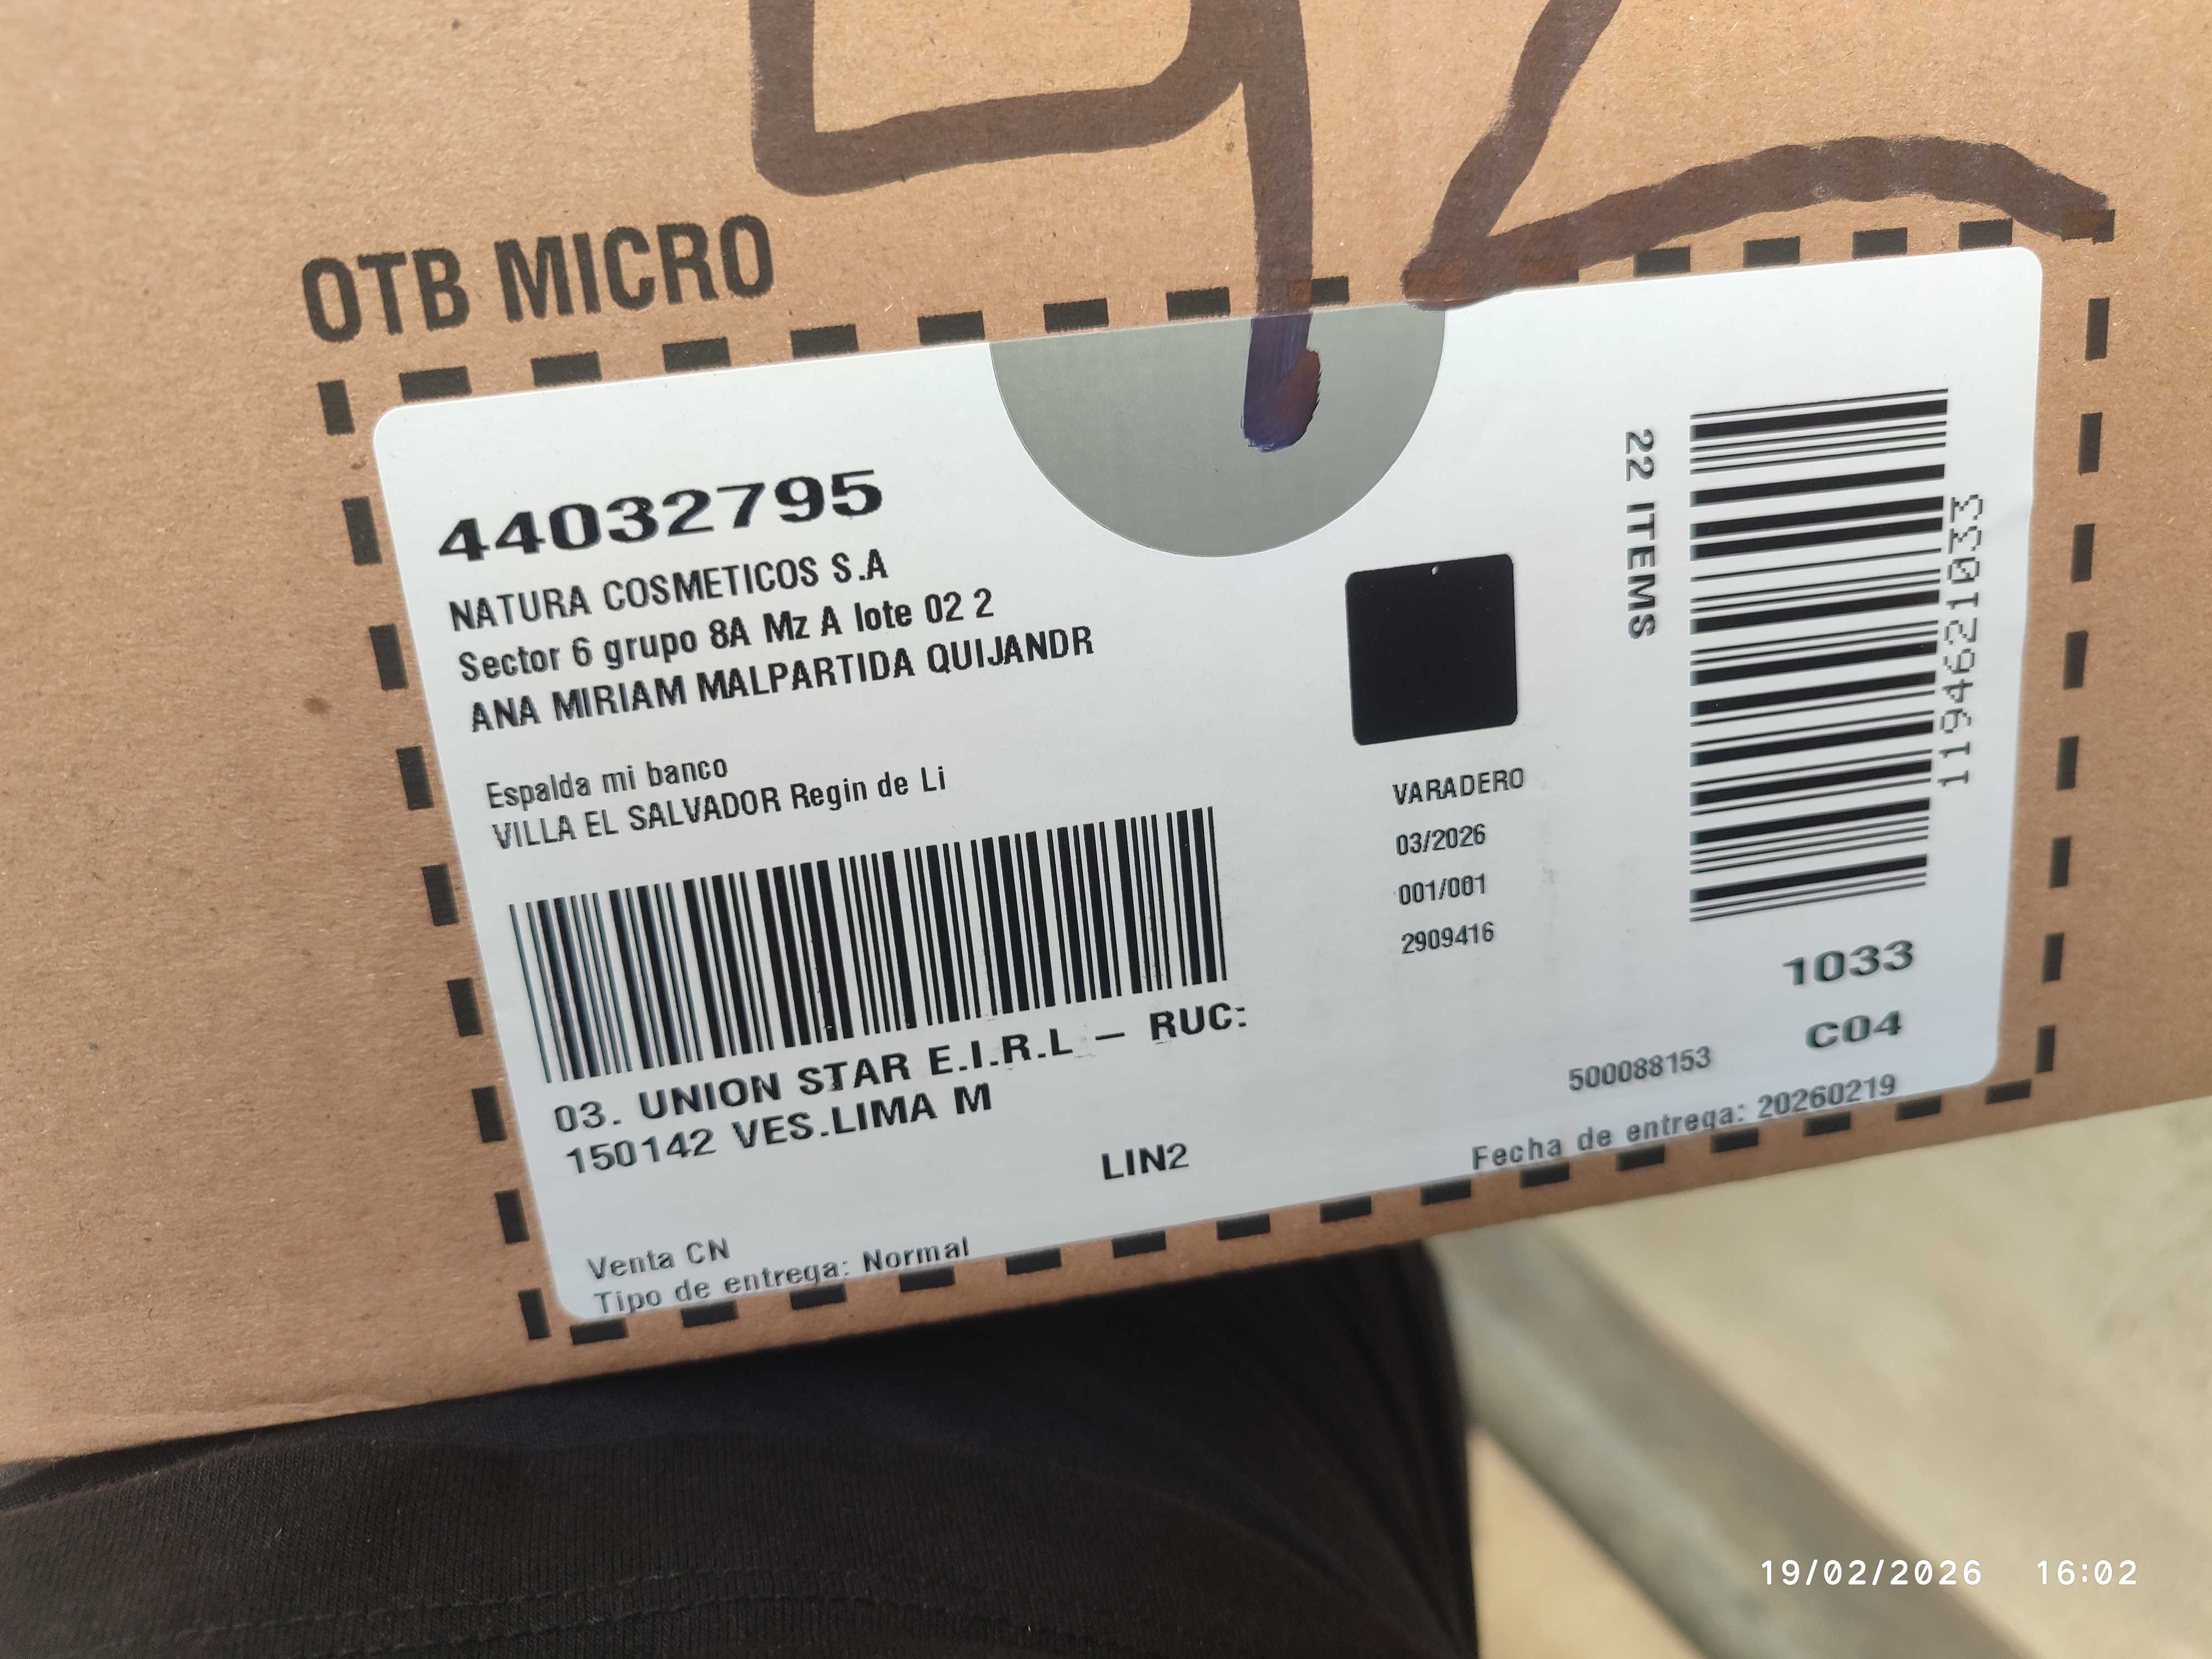 OTB MICRO
44032795
NATURA COSMETICOS S.A
Sector 6 grupo 8A Mz A lote 02 2
ANA MIRIAM MALPARTIDA QUIJANDR
Espalda mi banco
VILLA EL SALVADOR Regin de Li
03. UNION STAR E.I.R.L – RUC:
150142 VES.LIMA M
LIN2
Venta CN
Tipo de entrega: Normal
VARADERO
03/2026
001/001
2909416
22 ITEMS
1194621033
1033
C04
500088153
Fecha de entrega: 20260219
19/02/2026 16:02